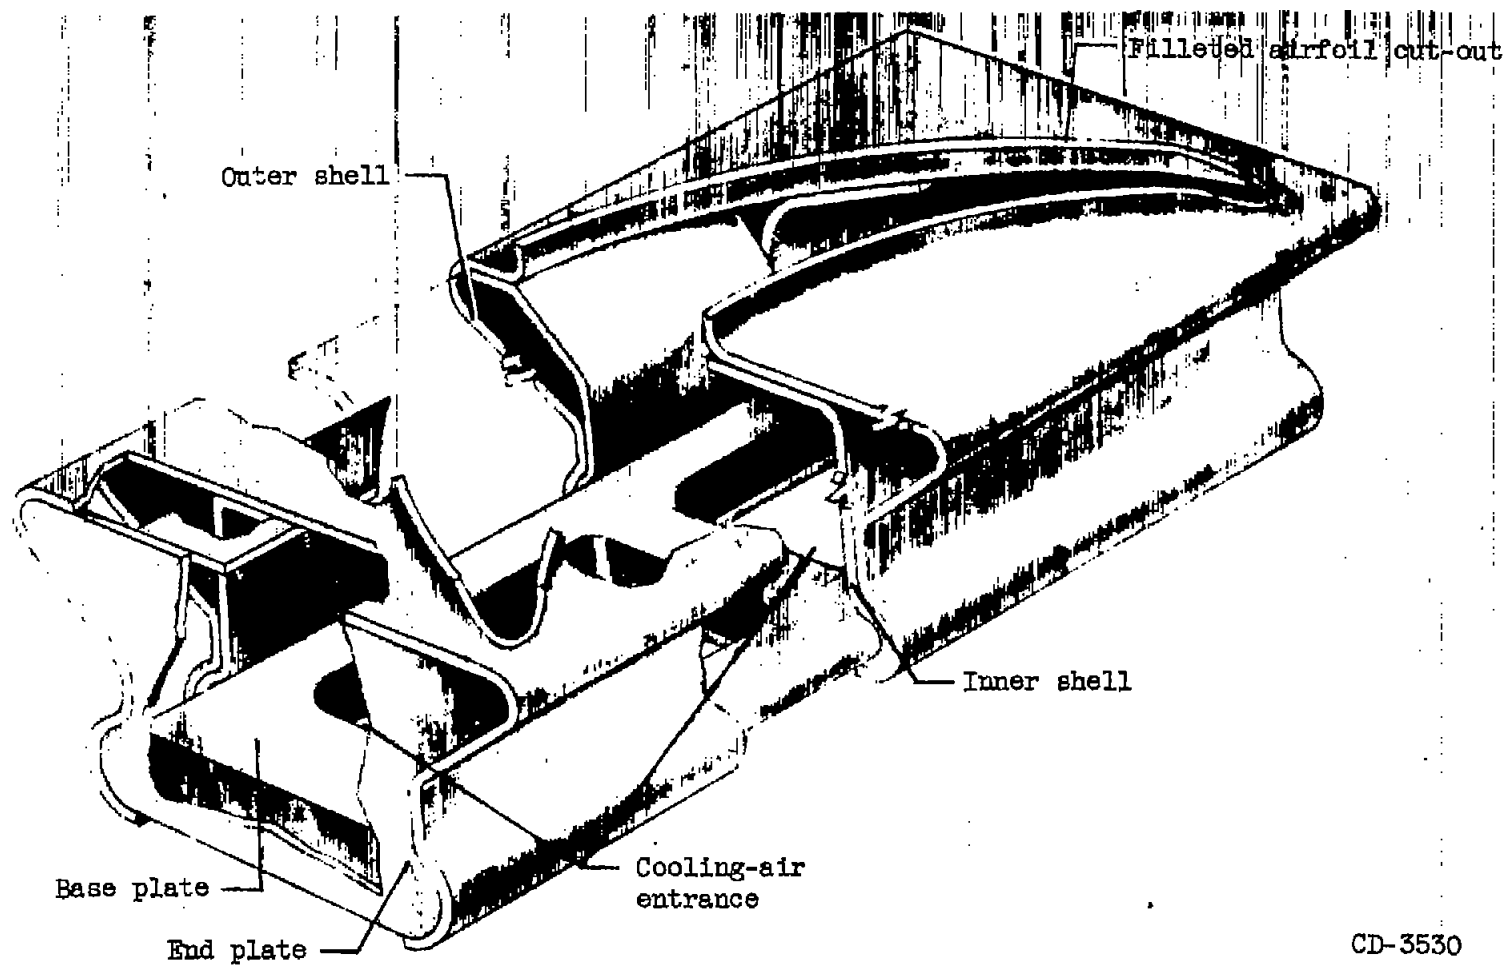 Filleted airfoil cut-out
Outer shell
Inner shell
Cooling-air
entrance
Base plate
End plate
CD-3530